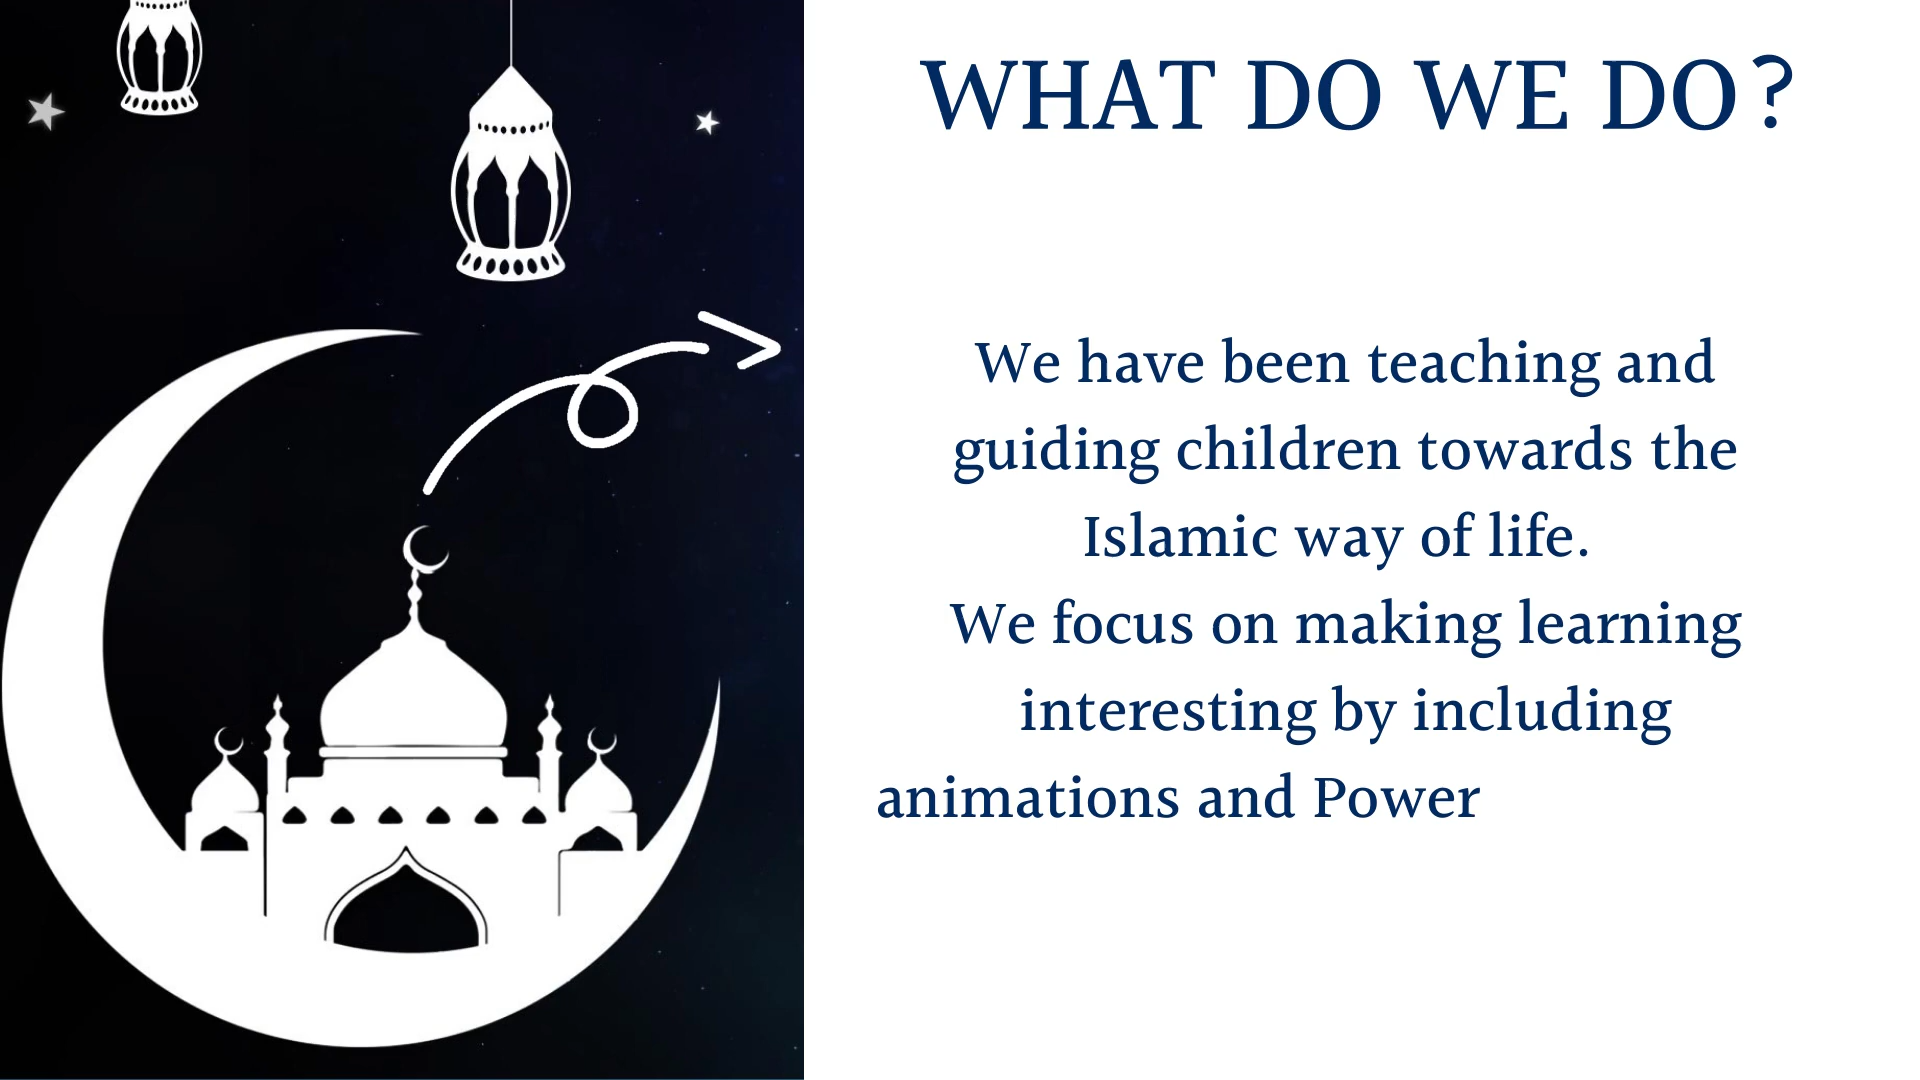 WHAT DO WE DO?
We have been teaching and
guiding children towards the
Islamic way of life.
We focus on making learning
interesting by including
animations and Power